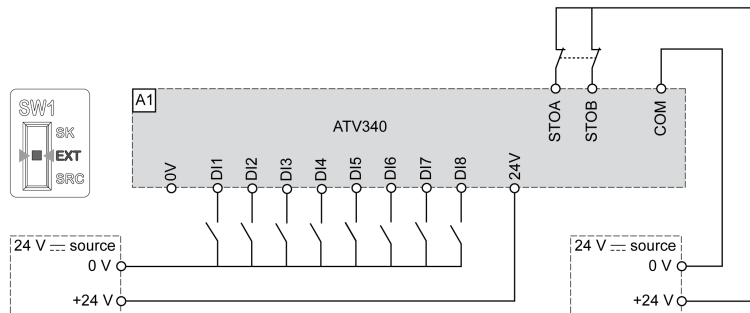 SW1
SK
EXT
SRC
A1
ATV340
STOA
STOB
COM
0V
DI1
DI2
DI3
DI4
DI5
DI6
DI7
DI8
24V
24 V ⎓ source
0 V
+24 V
24 V ⎓ source
0 V
+24 V